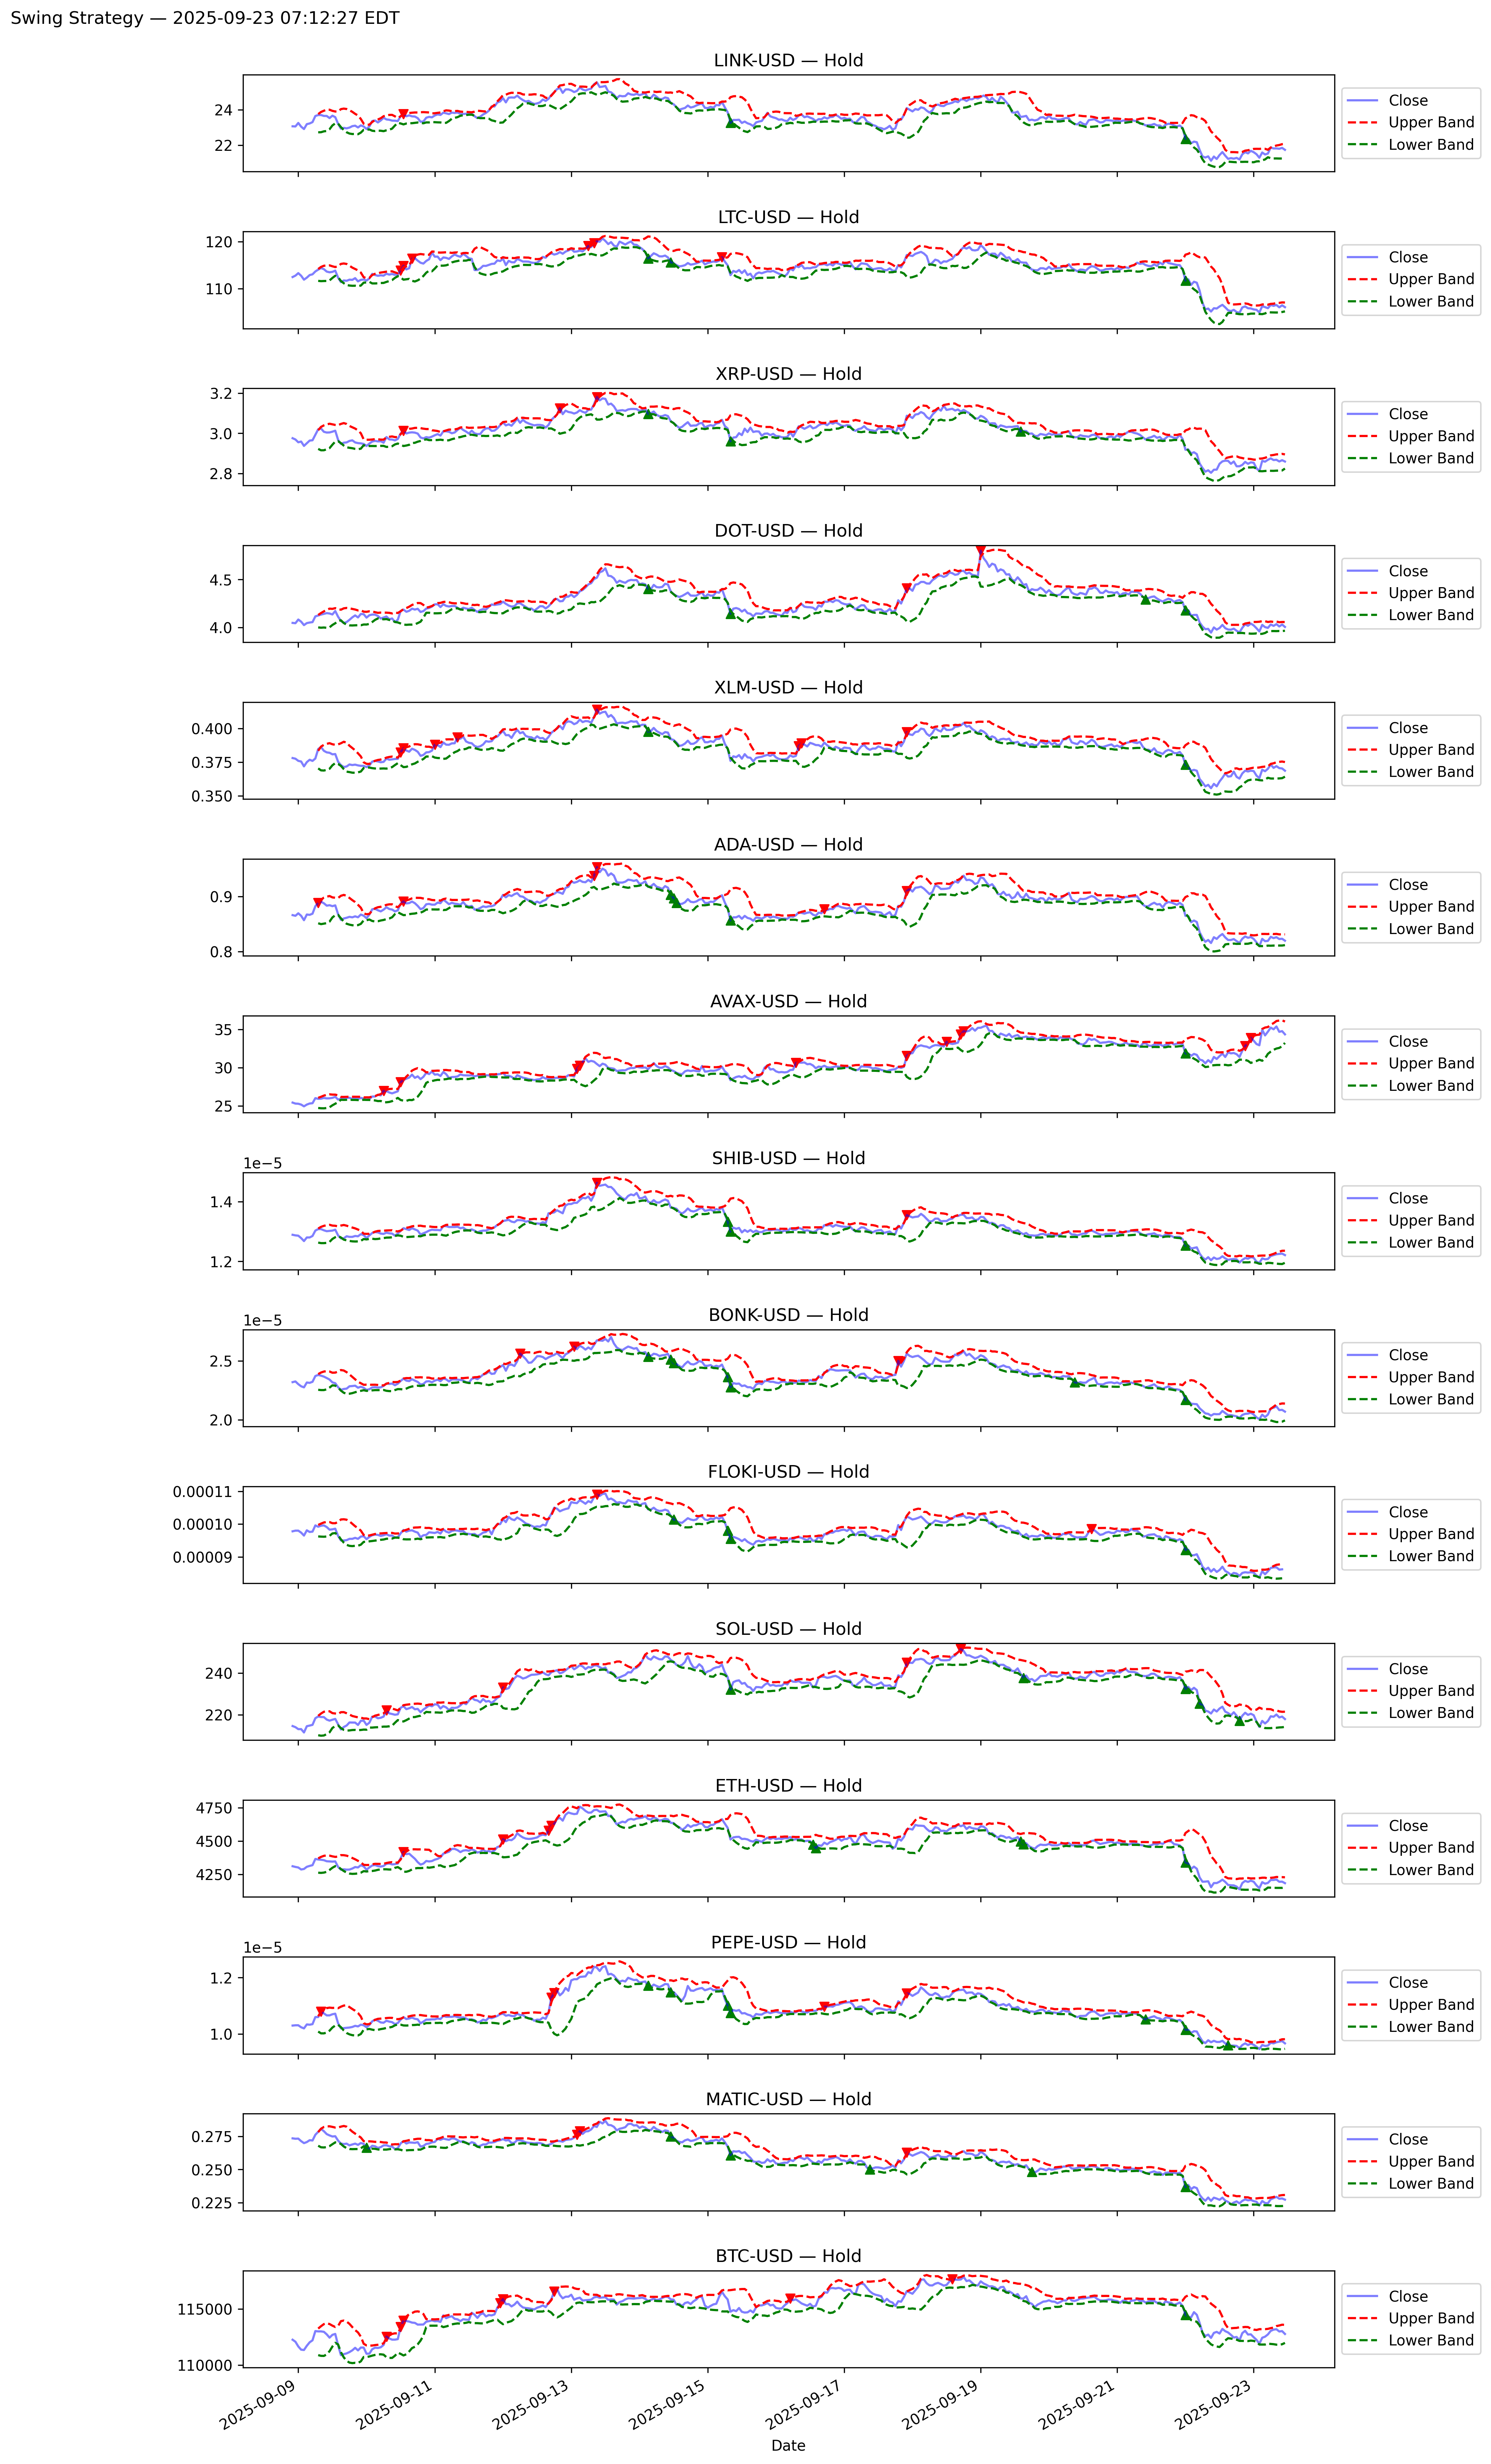 Swing Strategy — 2025-09-23 07:12:27 EDT
LINK-USD — Hold
24
22
Close
Upper Band
Lower Band
LTC-USD — Hold
120
110
Close
Upper Band
Lower Band
XRP-USD — Hold
3.2
3.0
2.8
Close
Upper Band
Lower Band
DOT-USD — Hold
4.5
4.0
Close
Upper Band
Lower Band
XLM-USD — Hold
0.400
0.375
0.350
Close
Upper Band
Lower Band
ADA-USD — Hold
0.9
0.8
Close
Upper Band
Lower Band
AVAX-USD — Hold
35
30
25
Close
Upper Band
Lower Band
SHIB-USD — Hold
1e−5
1.4
1.2
Close
Upper Band
Lower Band
BONK-USD — Hold
1e−5
2.5
2.0
Close
Upper Band
Lower Band
FLOKI-USD — Hold
0.00011
0.00010
0.00009
Close
Upper Band
Lower Band
SOL-USD — Hold
240
220
Close
Upper Band
Lower Band
ETH-USD — Hold
4750
4500
4250
Close
Upper Band
Lower Band
PEPE-USD — Hold
1e−5
1.2
1.0
Close
Upper Band
Lower Band
MATIC-USD — Hold
0.275
0.250
0.225
Close
Upper Band
Lower Band
BTC-USD — Hold
115000
110000
Close
Upper Band
Lower Band
2025-09-09
2025-09-11
2025-09-13
2025-09-15
2025-09-17
2025-09-19
2025-09-21
2025-09-23
Date